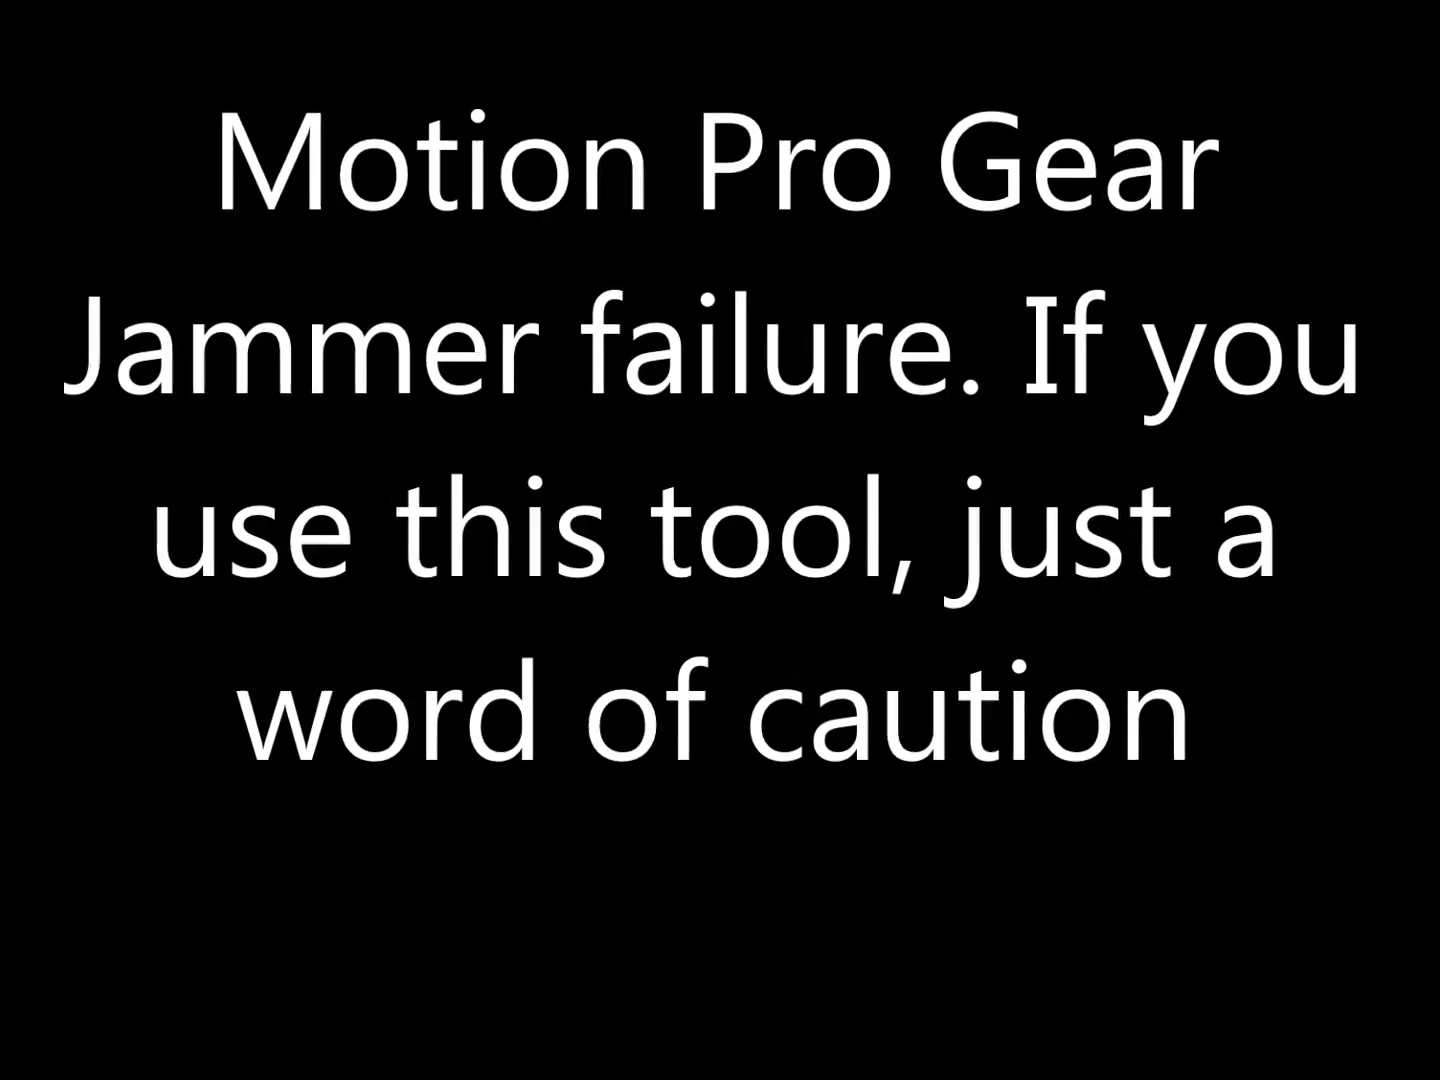 Motion Pro Gear
Jammer failure. If you
use this tool, just a
word of caution